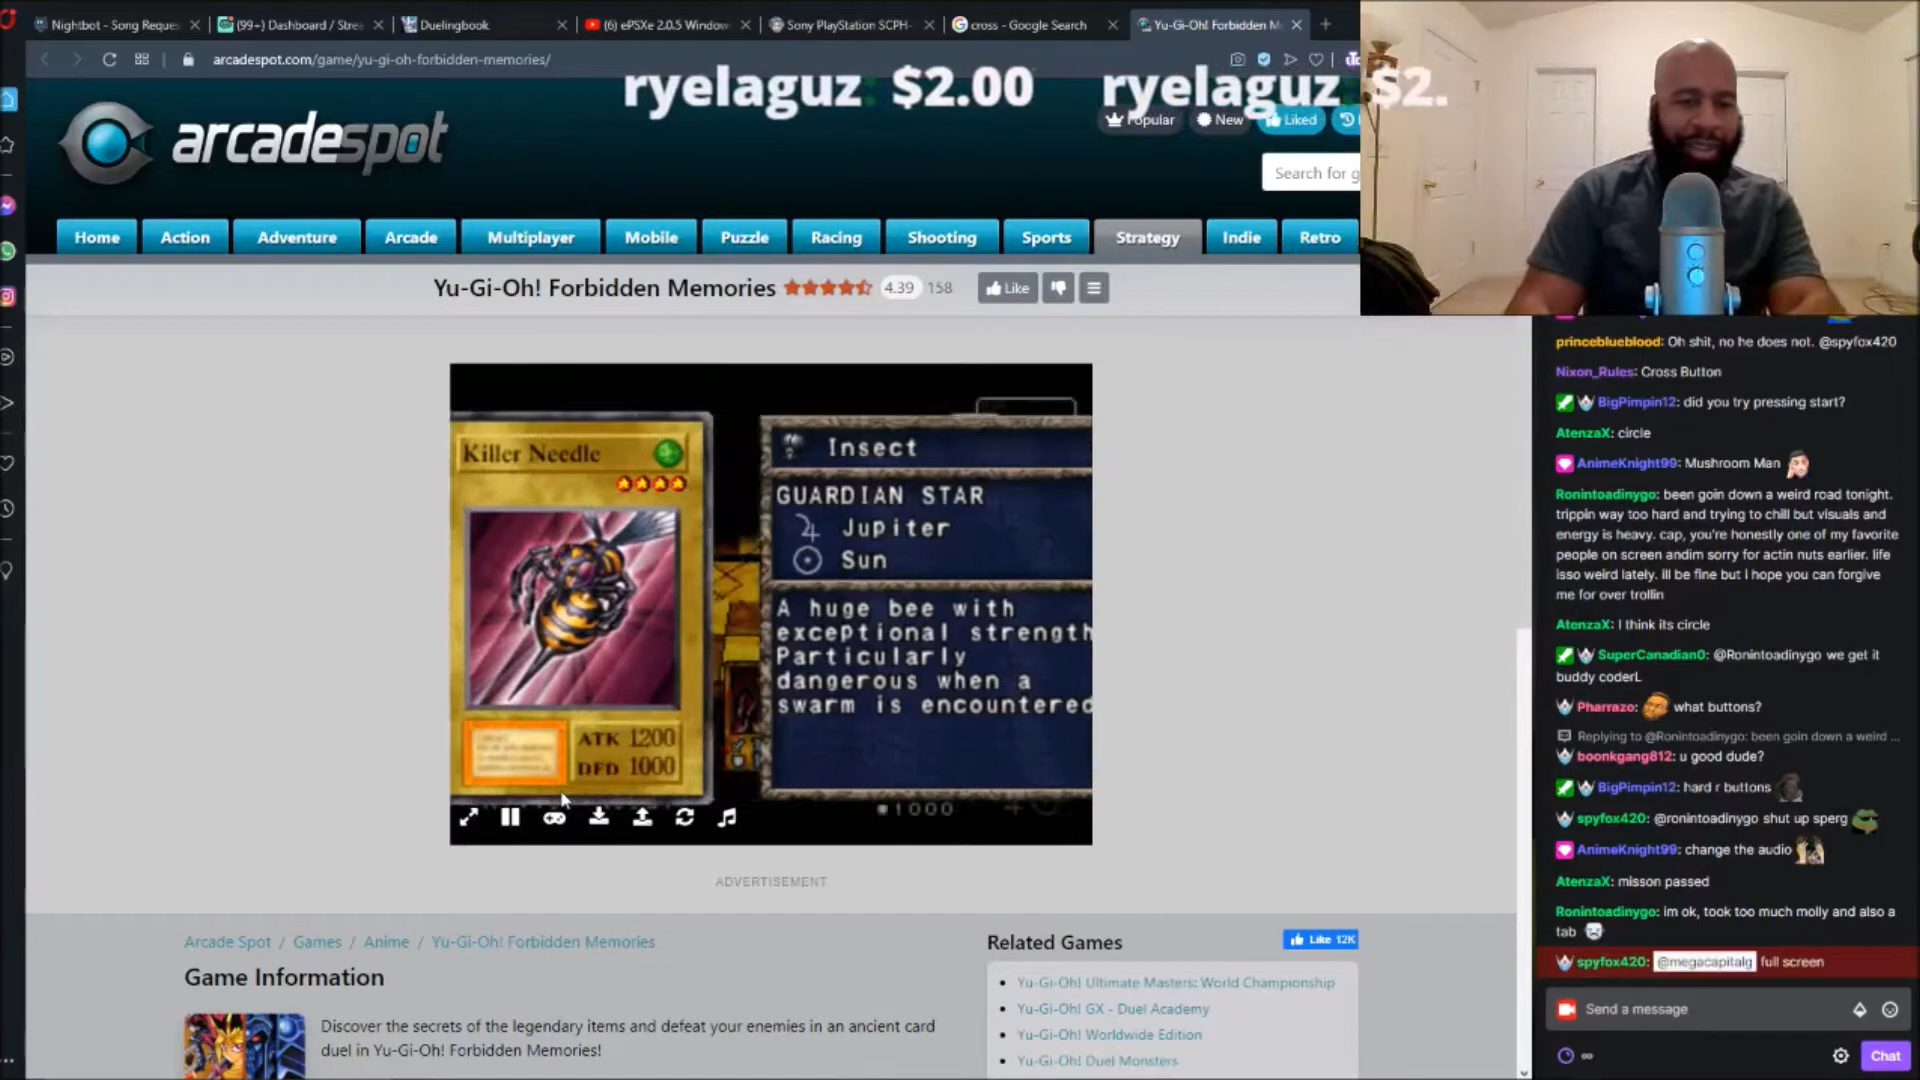 Nightbot - Song Reques
(99+) Dashboard / Stre
Duelingbook
(6) ePSXe 2.0.5 Window
Sony PlayStation SCPH-
cross - Google Search
Yu-Gi-Oh! Forbidden M
arcadespot.com/game/yu-gi-oh-forbidden-memories/
ryelaguz: $2.00 ryelaguz: $2.
arcadespot
Popular New Liked
Search for g
Home Action Adventure Arcade Multiplayer Mobile Puzzle Racing Shooting Sports Strategy Indie Retro
Yu-Gi-Oh! Forbidden Memories 4.39 158 Like
Killer Needle
ATK 1200
DFD 1000
Insect
GUARDIAN STAR
Jupiter
Sun
A huge bee with
exceptional strength
Particularly
dangerous when a
swarm is encountered
1000
ADVERTISEMENT
Arcade Spot / Games / Anime / Yu-Gi-Oh! Forbidden Memories
Game Information
Discover the secrets of the legendary items and defeat your enemies in an ancient card
duel in Yu-Gi-Oh! Forbidden Memories!
Related Games
Like 12K
Yu-Gi-Oh! Ultimate Masters: World Championship
Yu-Gi-Oh! GX - Duel Academy
Yu-Gi-Oh! Worldwide Edition
Yu-Gi-Oh! Duel Monsters
princeblueblood: Oh shit, no he does not. @spyfox420
Nixon_Rules: Cross Button
BigPimpin12: did you try pressing start?
AtenzaX: circle
AnimeKnight99: Mushroom Man
Ronintoadinygo: been goin down a weird road tonight.
trippin way too hard and trying to chill but visuals and
energy is heavy. cap, you're honestly one of my favorite
people on screen andim sorry for actin nuts earlier. life
isso weird lately. ill be fine but i hope you can forgive
me for over trollin
AtenzaX: I think its circle
SuperCanadian0: @Ronintoadinygo we get it
buddy coderL
Pharrazo: what buttons?
Replying to @Ronintoadinygo: been goin down a weird ...
boonkgang812: u good dude?
BigPimpin12: hard r buttons
spyfox420: @ronintoadinygo shut up sperg
AnimeKnight99: change the audio
AtenzaX: misson passed
Ronintoadinygo: im ok, took too much molly and also a
tab
spyfox420: @megacapitalg full screen
Send a message
Chat